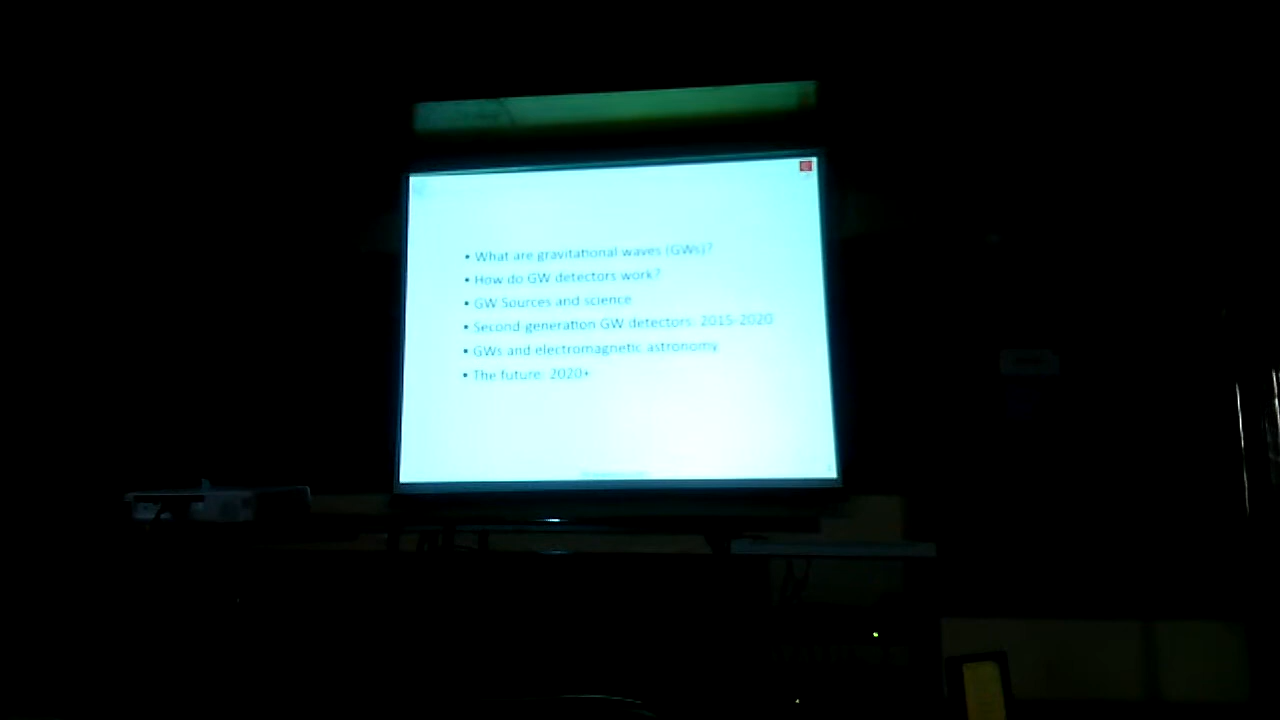 • What are gravitational waves (GWs)?
• How do GW detectors work?
• GW Sources and science
• Second generation GW detectors: 2015-2020
• GWs and electromagnetic astronomy
• The future: 2020+